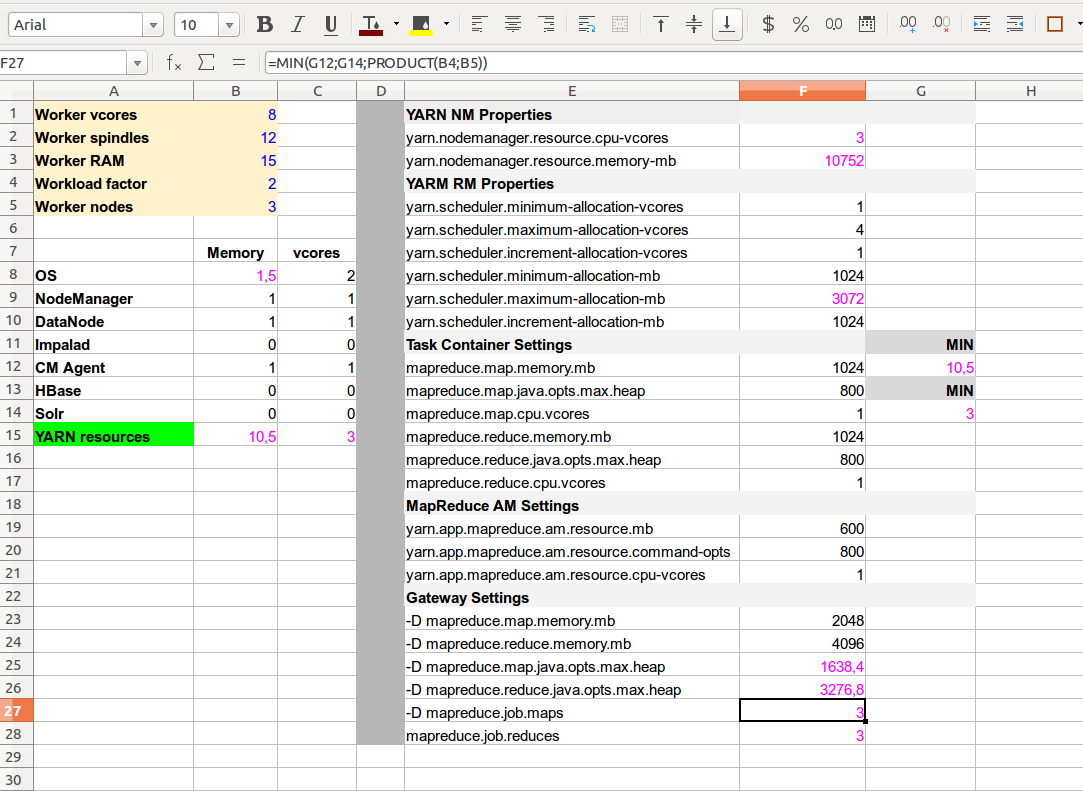 Arial 10 B I U T $ % 0.0 .00 .00
F27 fx Σ = =MIN(G12;G14;PRODUCT(B4;B5))
A B C D E F G H
1 Worker vcores 8 YARN NM Properties
2 Worker spindles 12 yarn.nodemanager.resource.cpu-vcores 3
3 Worker RAM 15 yarn.nodemanager.resource.memory-mb 10752
4 Workload factor 2 YARM RM Properties
5 Worker nodes 3 yarn.scheduler.minimum-allocation-vcores 1
6 yarn.scheduler.maximum-allocation-vcores 4
7 Memory vcores yarn.scheduler.increment-allocation-vcores 1
8 OS 1,5 2 yarn.scheduler.minimum-allocation-mb 1024
9 NodeManager 1 1 yarn.scheduler.maximum-allocation-mb 3072
10 DataNode 1 1 yarn.scheduler.increment-allocation-mb 1024
11 Impalad 0 0 Task Container Settings MIN
12 CM Agent 1 1 mapreduce.map.memory.mb 1024 10,5
13 HBase 0 0 mapreduce.map.java.opts.max.heap 800 MIN
14 Solr 0 0 mapreduce.map.cpu.vcores 1 3
15 YARN resources 10,5 3 mapreduce.reduce.memory.mb 1024
16 mapreduce.reduce.java.opts.max.heap 800
17 mapreduce.reduce.cpu.vcores 1
18 MapReduce AM Settings
19 yarn.app.mapreduce.am.resource.mb 600
20 yarn.app.mapreduce.am.resource.command-opts 800
21 yarn.app.mapreduce.am.resource.cpu-vcores 1
22 Gateway Settings
23 -D mapreduce.map.memory.mb 2048
24 -D mapreduce.reduce.memory.mb 4096
25 -D mapreduce.map.java.opts.max.heap 1638,4
26 -D mapreduce.reduce.java.opts.max.heap 3276,8
27 -D mapreduce.job.maps 3
28 mapreduce.job.reduces 3
29
30